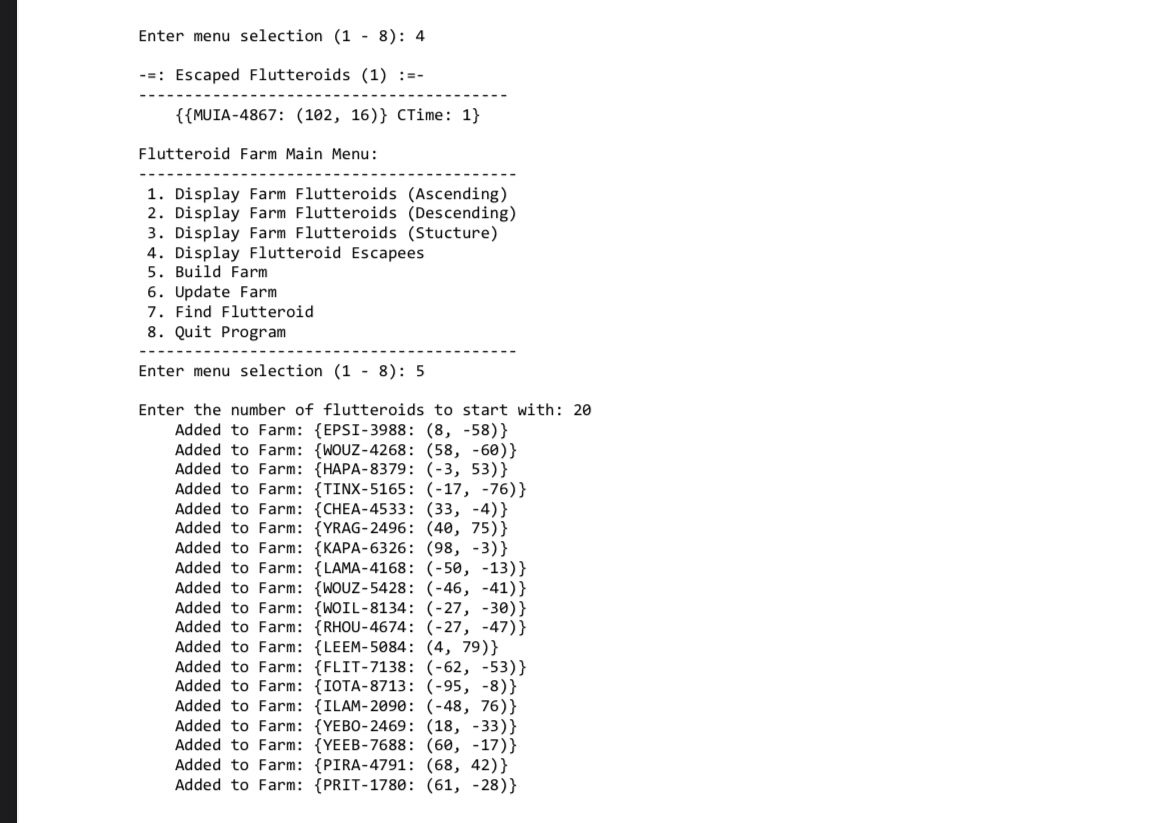 Enter menu selection (1 - 8): 4
-=: Escaped Flutteroids (1) :=-
----------------------------------------
{{MUIA-4867: (102, 16)} CTime: 1}
Flutteroid Farm Main Menu:
-----------------------------------------
1. Display Farm Flutteroids (Ascending)
2. Display Farm Flutteroids (Descending)
3. Display Farm Flutteroids (Stucture)
4. Display Flutteroid Escapees
5. Build Farm
6. Update Farm
7. Find Flutteroid
8. Quit Program
-----------------------------------------
Enter menu selection (1 - 8): 5
Enter the number of flutteroids to start with: 20
Added to Farm: {EPSI-3988: (8, -58)}
Added to Farm: {WOUZ-4268: (58, -60)}
Added to Farm: {HAPA-8379: (-3, 53)}
Added to Farm: {TINX-5165: (-17, -76)}
Added to Farm: {CHEA-4533: (33, -4)}
Added to Farm: {YRAG-2496: (40, 75)}
Added to Farm: {KAPA-6326: (98, -3)}
Added to Farm: {LAMA-4168: (-50, -13)}
Added to Farm: {WOUZ-5428: (-46, -41)}
Added to Farm: {WOIL-8134: (-27, -30)}
Added to Farm: {RHOU-4674: (-27, -47)}
Added to Farm: {LEEM-5084: (4, 79)}
Added to Farm: {FLIT-7138: (-62, -53)}
Added to Farm: {IOTA-8713: (-95, -8)}
Added to Farm: {ILAM-2090: (-48, 76)}
Added to Farm: {YEBO-2469: (18, -33)}
Added to Farm: {YEEB-7688: (60, -17)}
Added to Farm: {PIRA-4791: (68, 42)}
Added to Farm: {PRIT-1780: (61, -28)}